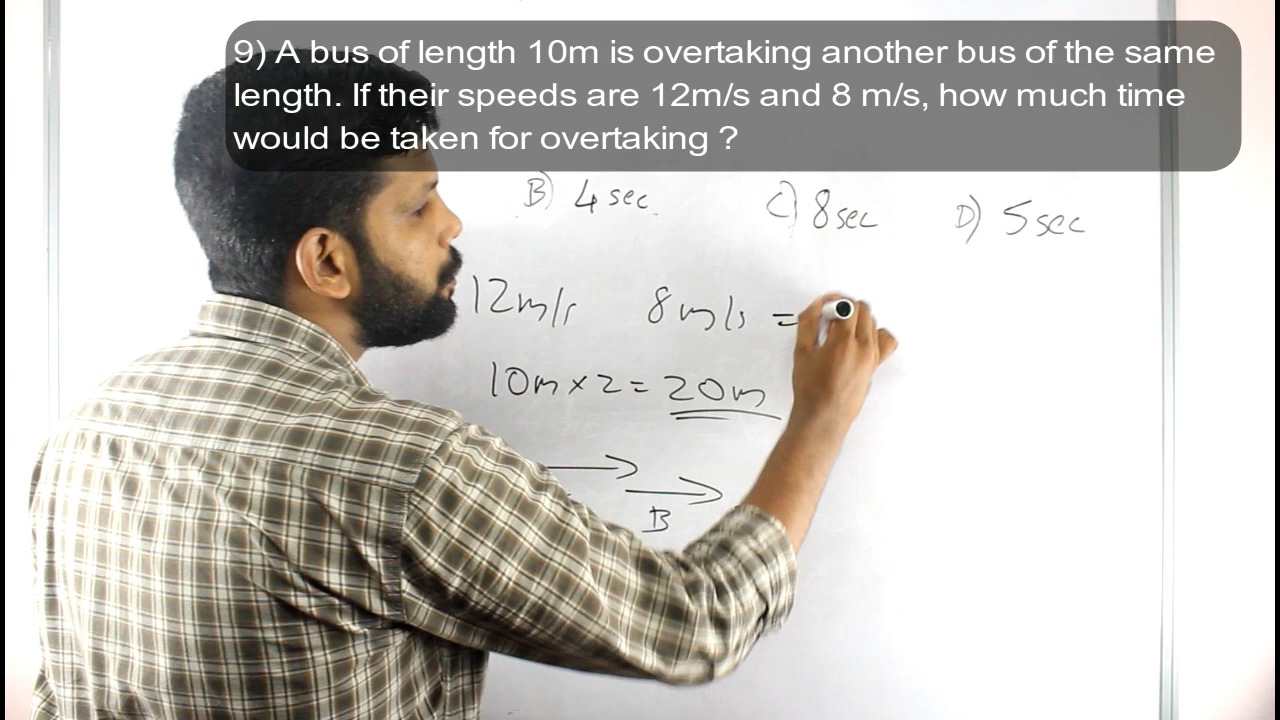 9) A bus of length 10m is overtaking another bus of the same
length. If their speeds are 12m/s and 8 m/s, how much time
would be taken for overtaking ?
B) 4 sec C) 8 sec D) 5 sec
12m/s 8m/s =
10m × 2 = 20m
B